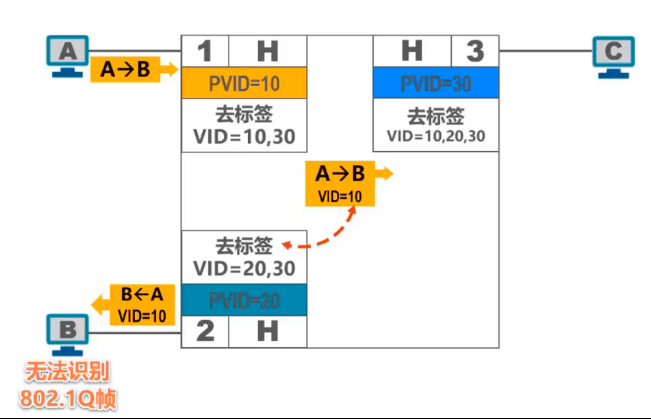 A
A→B
1 H
PVID=10
去标签
VID=10,30
H 3
PVID=30
去标签
VID=10,20,30
C
A→B
VID=10
去标签
VID=20,30
PVID=20
2 H
B←A
VID=10
B
无法识别
802.1Q帧